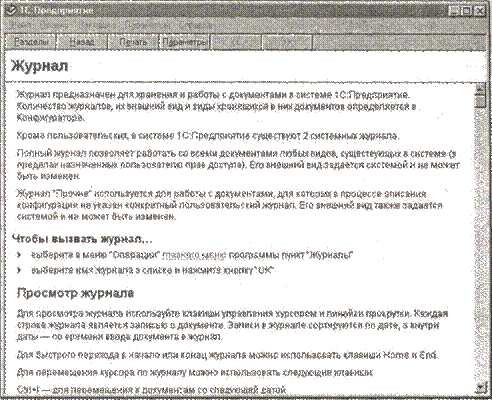 1С:Предприятие
Разделы Назад Печать Параметры
Журнал
Журнал предназначен для хранения и работы с документами в системе 1С:Предприятие.
Количество журналов, их внешний вид и виды хранящихся в них документов определяется в
Конфигураторе.
Кроме пользовательских, в системе 1С:Предприятие существуют 2 системных журнала.
Полный журнал позволяет работать со всеми документами любых видов, существующих в системе (в
пределах назначенных пользователю прав доступа). Его внешний вид задается системой и не может
быть изменен.
Журнал "Прочие" используется для работы с документами, для которых в процессе описания
конфигурации не указан конкретный пользовательский журнал. Его внешний вид также задается
системой и не может быть изменен.
Чтобы вызвать журнал...
выберите в меню "Операции" главного меню программы пункт "Журналы"
выберите имя журнала в списке и нажмите кнопку "OK"
Просмотр журнала
Для просмотра журнала используйте клавиши управления курсором и линейки прокрутки. Каждая
строка журнала является записью о документе. Записи в журнале сортируются по дате, а внутри
даты — по времени ввода документа в журнал.
Для быстрого перехода в начало или конец журнала можно использовать клавиши Home и End.
Для перемещения курсора по журналу можно использовать следующие клавиши:
Ctrl+F — для перемещения к документам со следующей датой